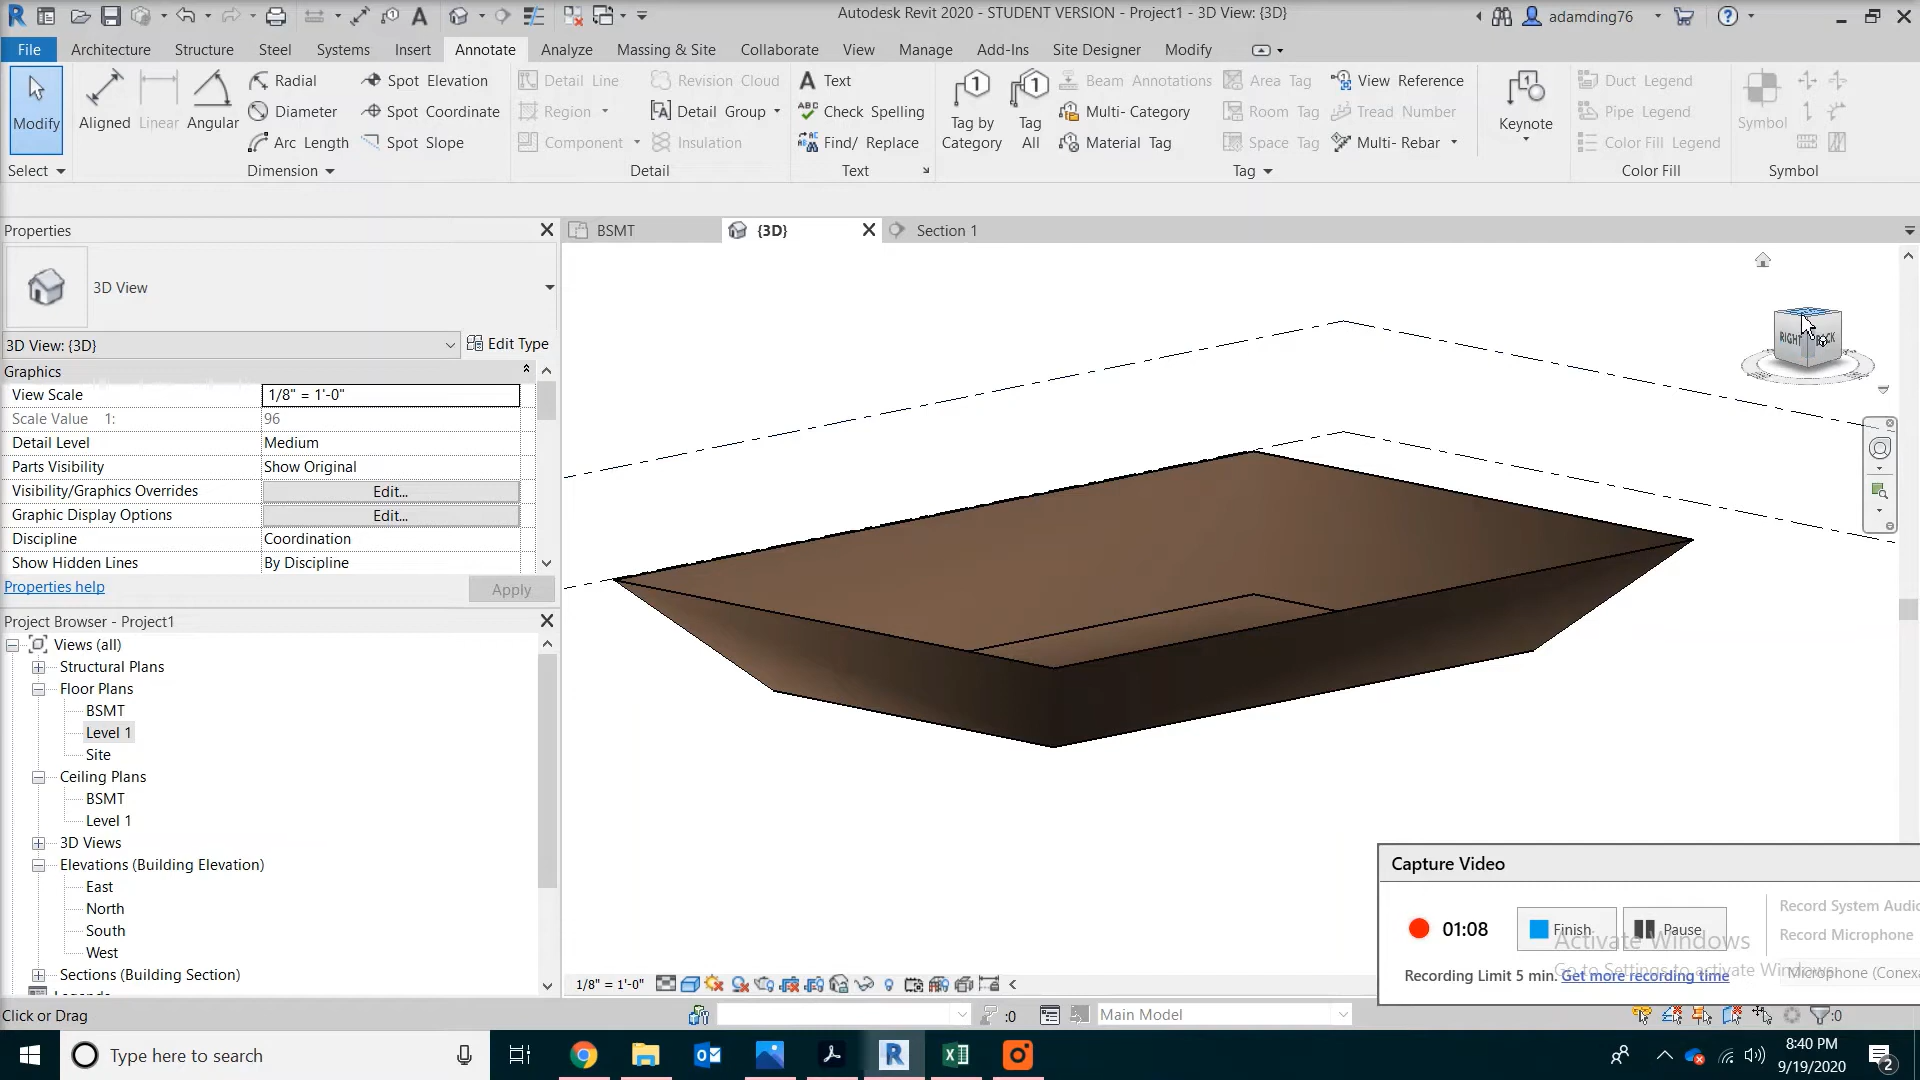 Autodesk Revit 2020 - STUDENT VERSION - Project1 - 3D View: {3D}
adamding76
File Architecture Structure Steel Systems Insert Annotate Analyze Massing & Site Collaborate View Manage Add-Ins Site Designer Modify
Modify
Aligned
Linear
Angular
Radial
Diameter
Arc Length
Spot Elevation
Spot Coordinate
Spot Slope
Detail Line
Region
Component
Revision Cloud
Detail Group
Insulation
Text
Check Spelling
Find/ Replace
Tag by
Category
Tag
All
Beam Annotations
Multi- Category
Material Tag
Area Tag
Room Tag
Space Tag
View Reference
Tread Number
Multi- Rebar
Keynote
Duct Legend
Pipe Legend
Color Fill Legend
Symbol
Select
Dimension
Detail
Text
Tag
Color Fill
Symbol
Properties
BSMT
{3D}
Section 1
3D View
3D View: {3D}
Edit Type
Graphics
View Scale 1/8" = 1'-0"
Scale Value 1: 96
Detail Level Medium
Parts Visibility Show Original
Visibility/Graphics Overrides Edit...
Graphic Display Options Edit...
Discipline Coordination
Show Hidden Lines By Discipline
Properties help
Apply
Project Browser - Project1
Views (all)
Structural Plans
Floor Plans
BSMT
Level 1
Site
Ceiling Plans
BSMT
Level 1
3D Views
Elevations (Building Elevation)
East
North
South
West
Sections (Building Section)
RIGHT
Capture Video
01:08
Finish
Pause
Record System Audio
Record Microphone
Activate Windows
Go to Settings to activate Windows.
Recording Limit 5 min. Get more recording time
Microphone (Conexa
1/8" = 1'-0"
Click or Drag
:0
Main Model
:0
Type here to search
8:40 PM
9/19/2020
2